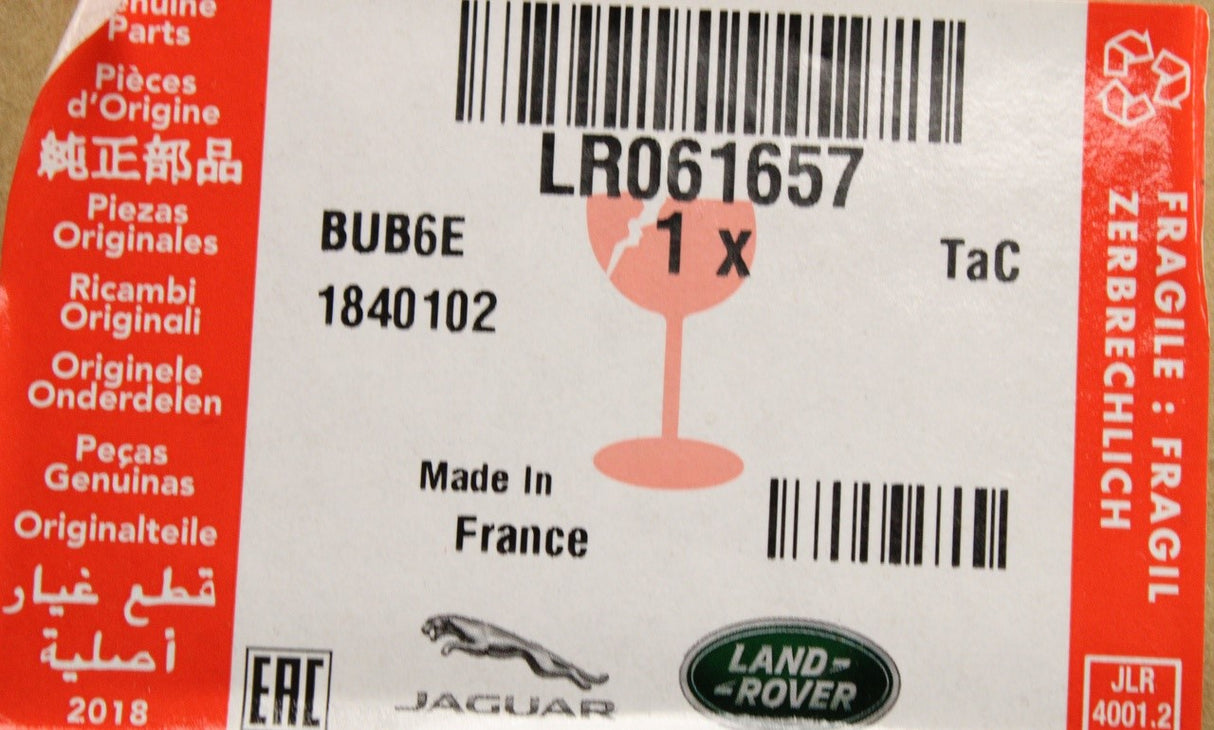 Parts
Pièces
d'Origine
純正部品
Piezas
Originales
Ricambi
Originali
Originele
Onderdelen
Peças
Genuinas
Originalteile
قطع غيار
أصلية
2018
LR061657
1 x
BUB6E
TaC
1840102
Made In
France
EAC
JAGUAR
LAND
ROVER
FRAGILE : FRAGIL
ZERBRECHLICH
JLR
4001.2